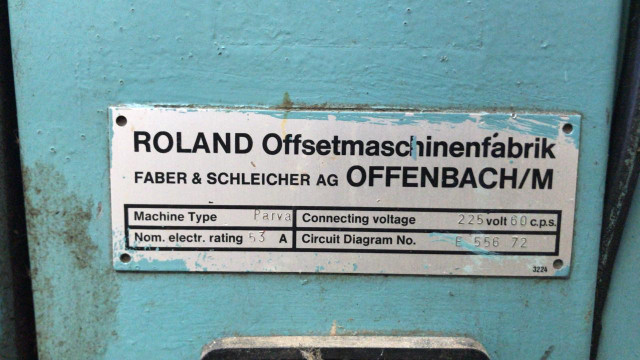 ROLAND Offsetmaschinenfabrik
FABER & SCHLEICHER AG OFFENBACH/M
Machine Type Parva Connecting voltage 225 volt 60 c.p.s.
Nom. electr. rating 53 A Circuit Diagram No. E 556 72
3224